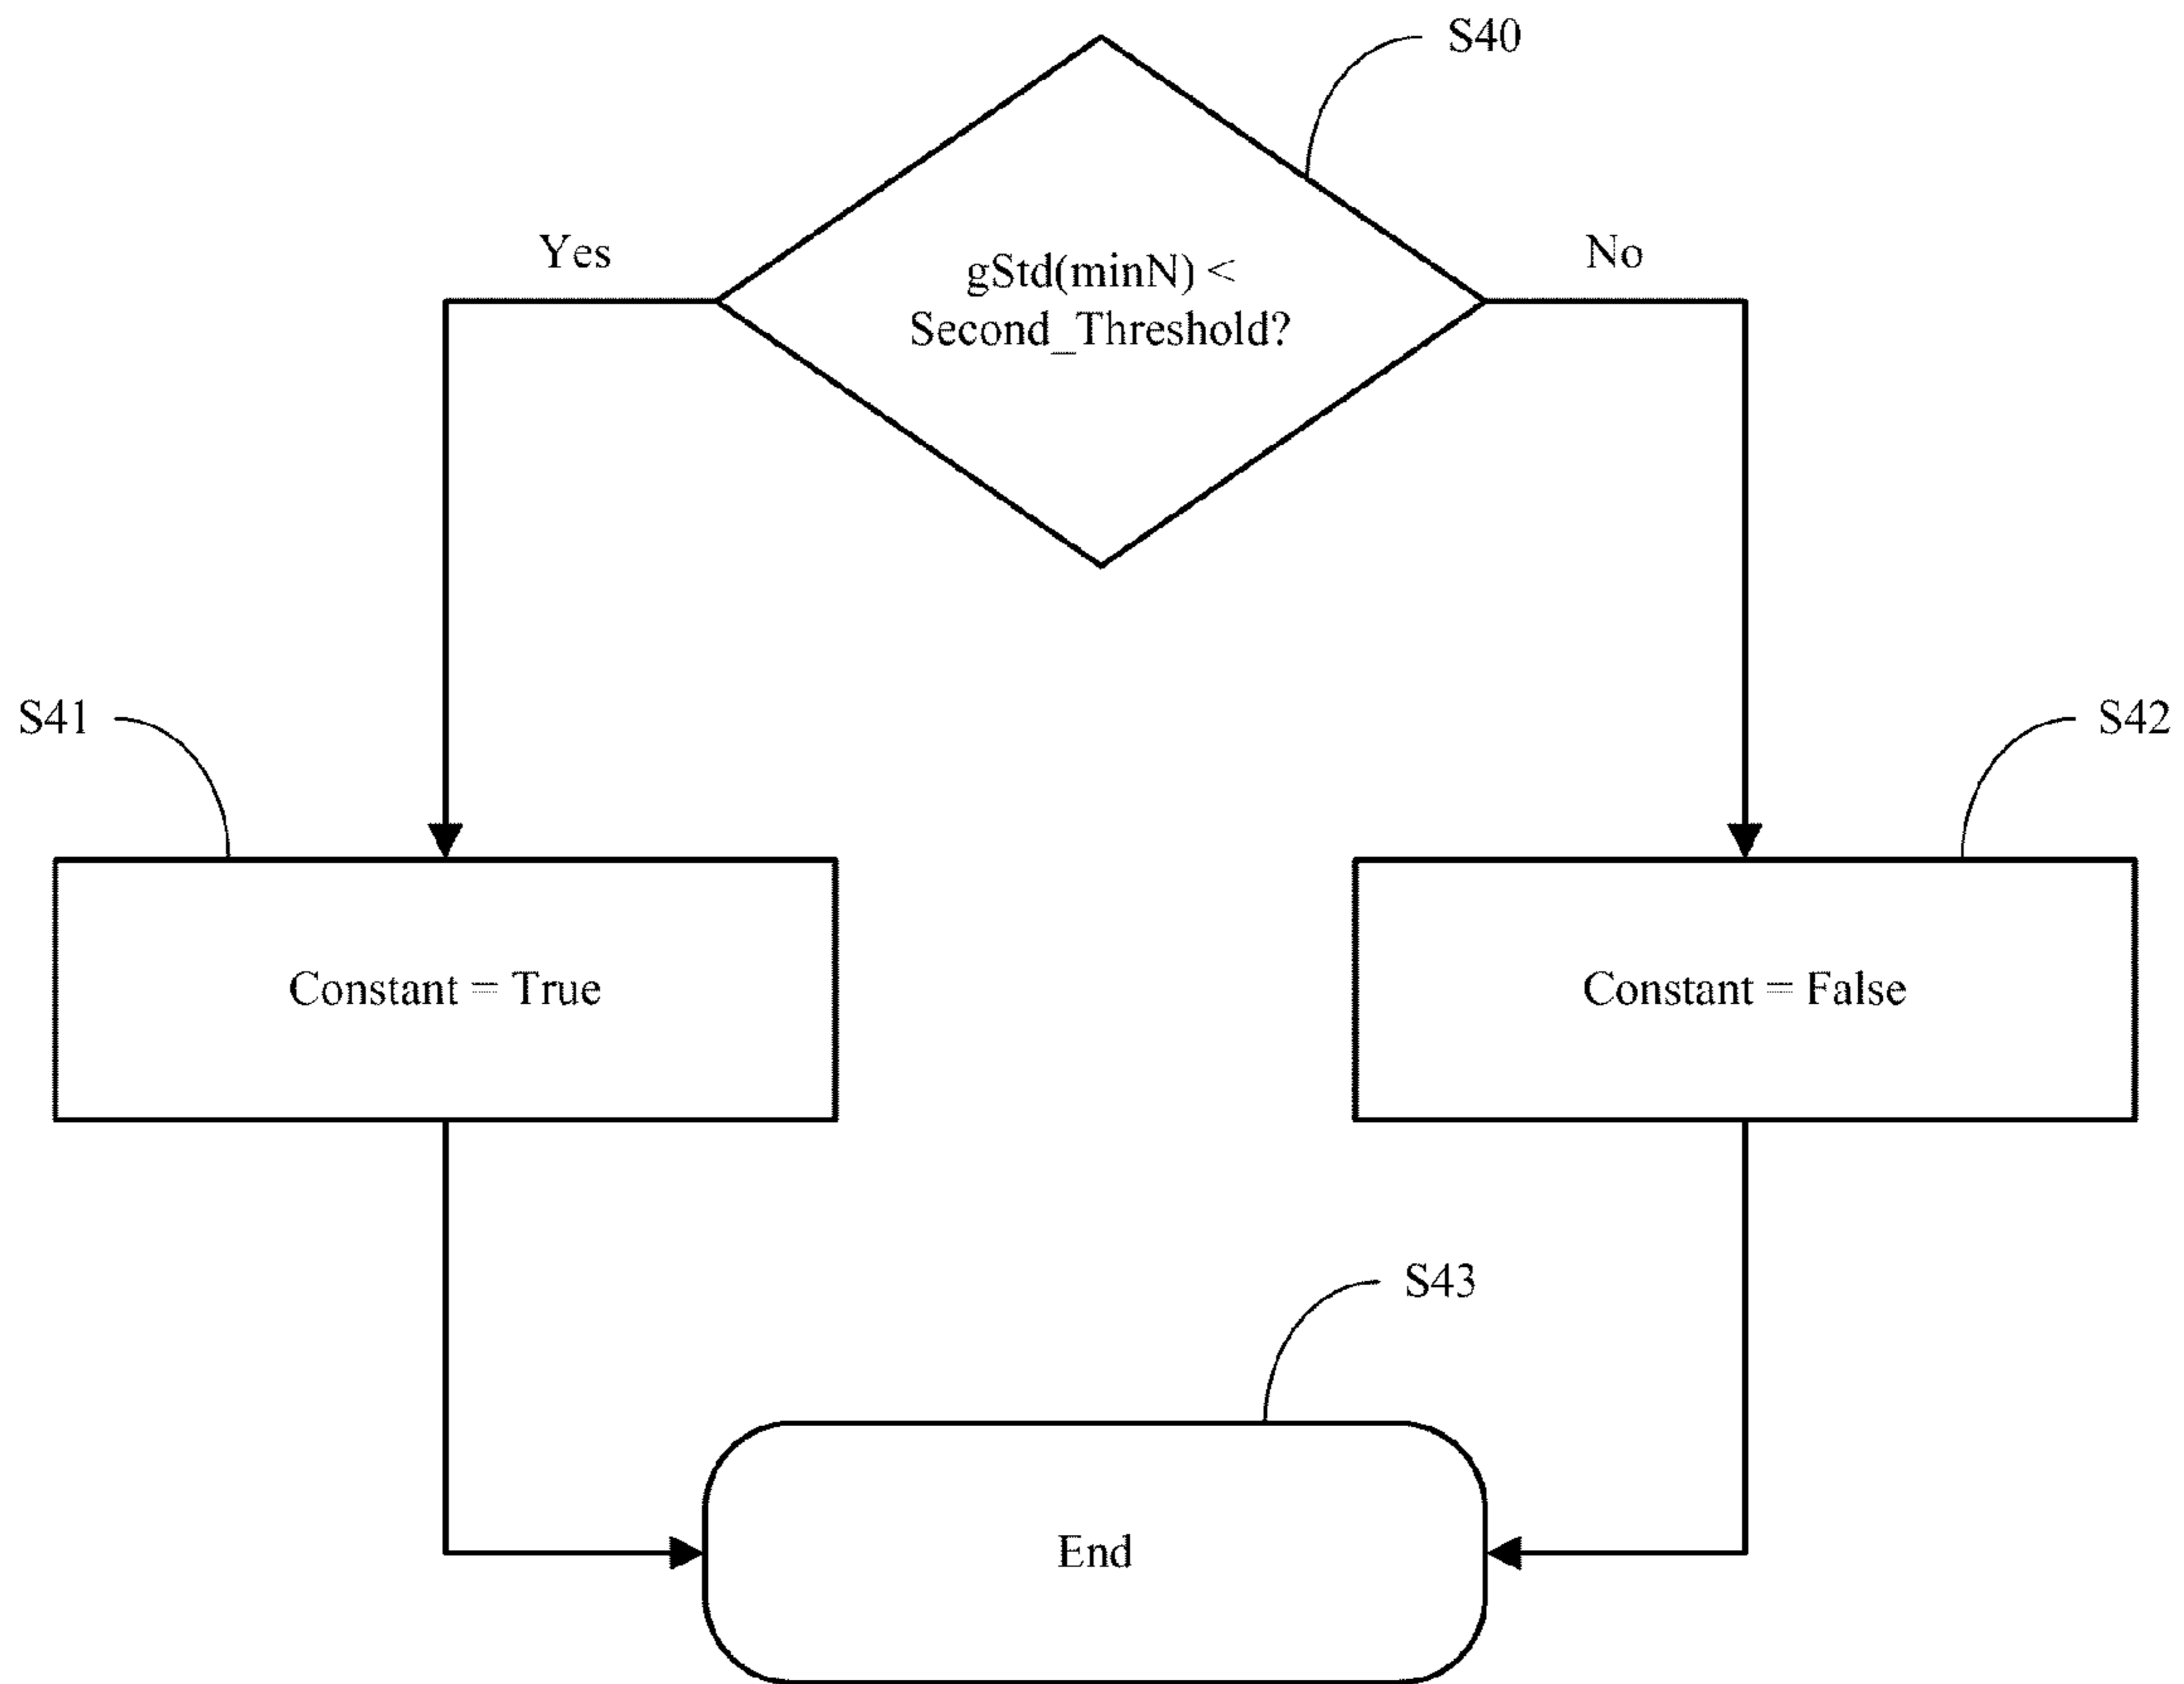 S40
Yes
No
gStd(minN) <
Second_Threshold?
S41
S42
Constant = True
Constant = False
S43
End